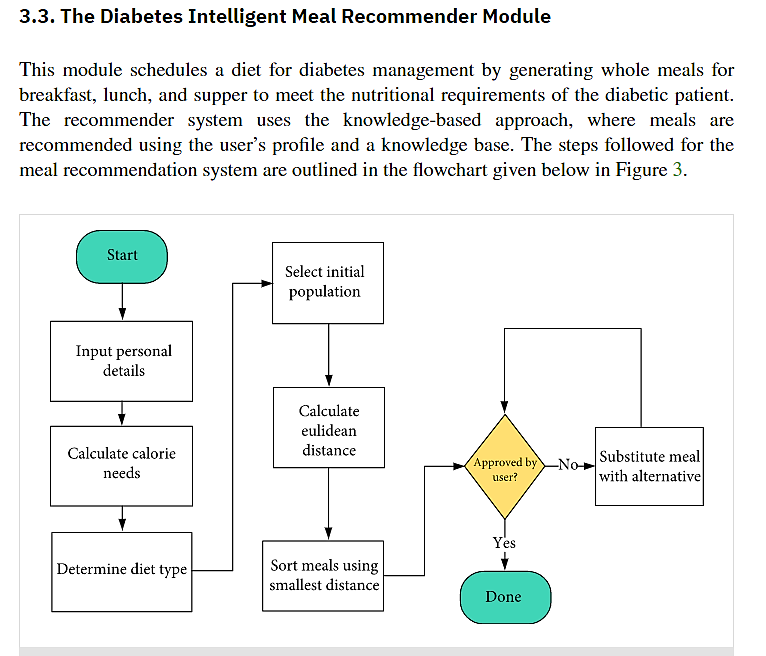 3.3. The Diabetes Intelligent Meal Recommender Module
This module schedules a diet for diabetes management by generating whole meals for
breakfast, lunch, and supper to meet the nutritional requirements of the diabetic patient.
The recommender system uses the knowledge-based approach, where meals are
recommended using the user's profile and a knowledge base. The steps followed for the
meal recommendation system are outlined in the flowchart given below in Figure 3.
Start
Input personal
details
Calculate calorie
needs
Determine diet type
Select initial
population
Calculate
eulidean
distance
Sort meals using
smallest distance
Approved by
user?
No
Substitute meal
with alternative
Yes
Done